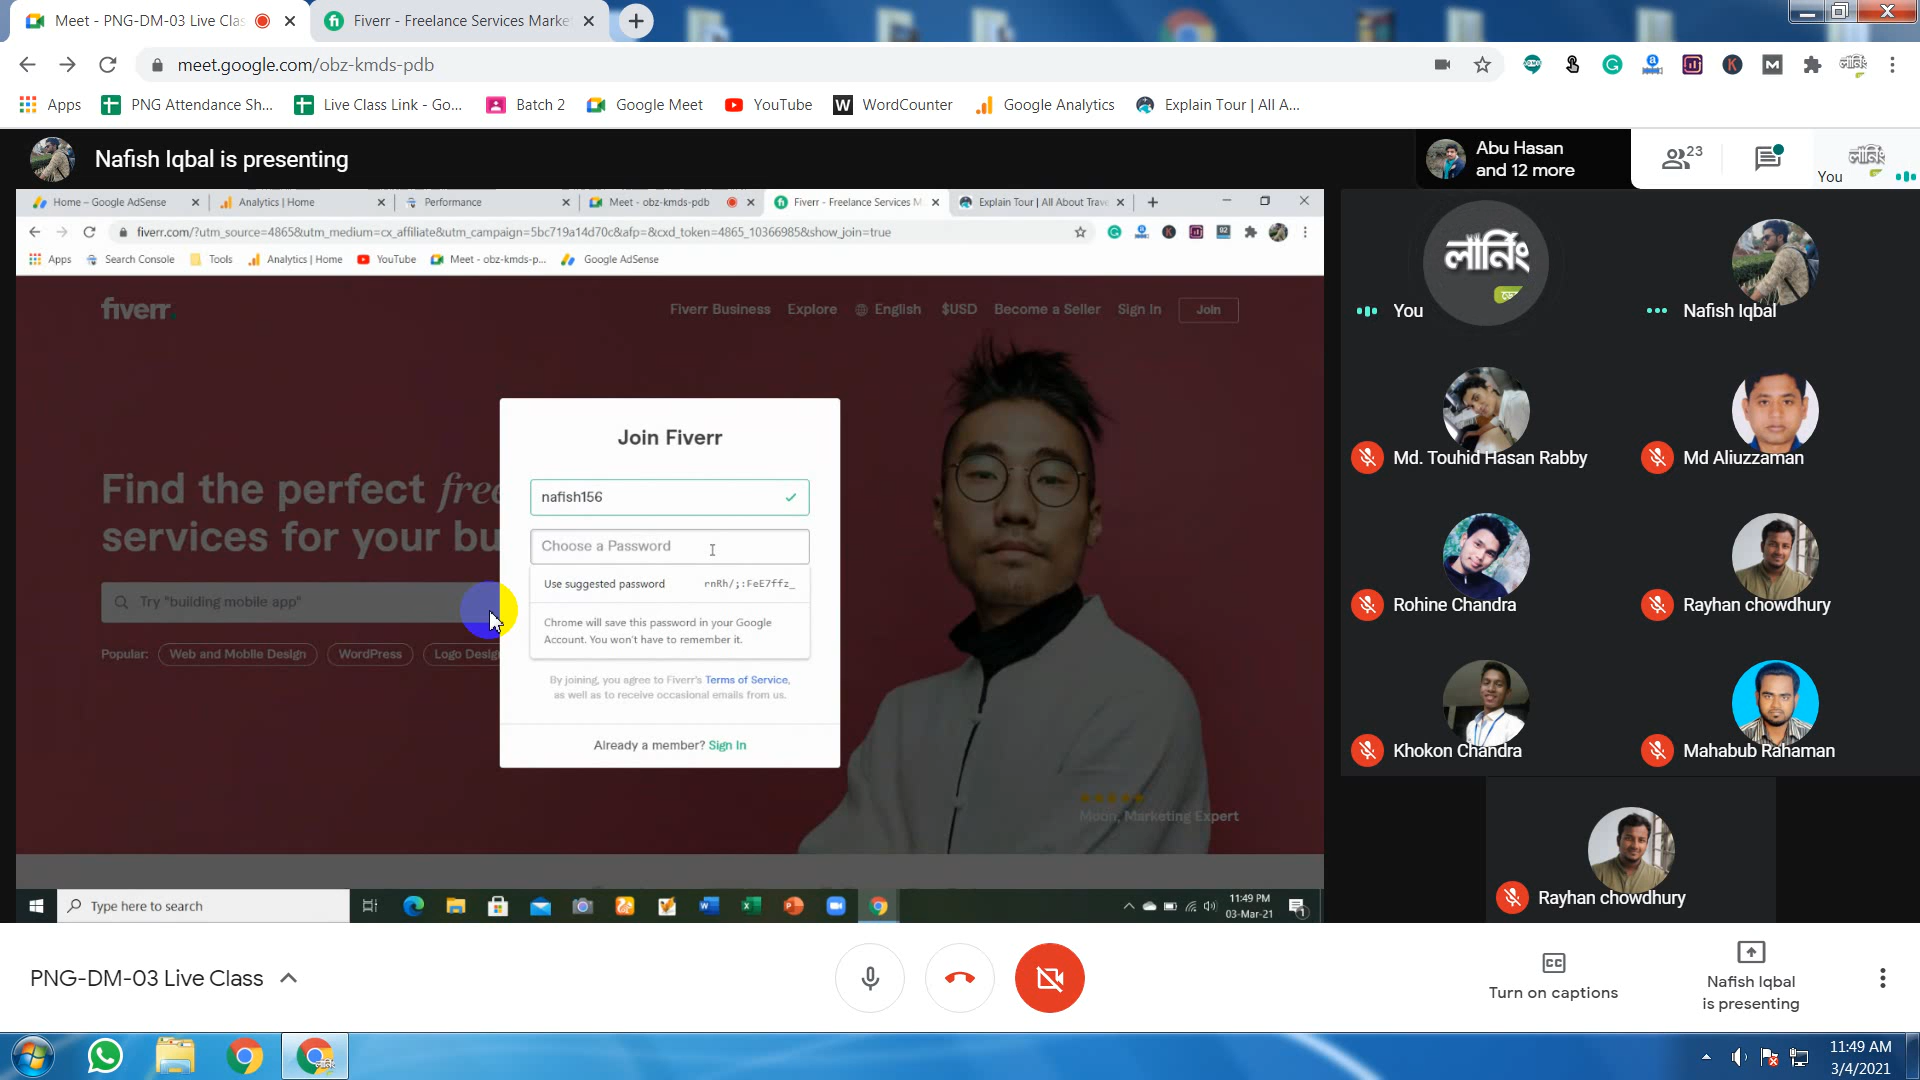 Meet - PNG-DM-03 Live Clas
Fiverr - Freelance Services Marke
meet.google.com/obz-kmds-pdb
Apps
PNG Attendance Sh...
Live Class Link - Go...
Batch 2
Google Meet
YouTube
WordCounter
Google Analytics
Explain Tour | All A...
Nafish Iqbal is presenting
Abu Hasan
and 12 more
23
লার্নিং
You
Home – Google AdSense
Analytics | Home
Performance
Meet - obz-kmds-pdb
Fiverr - Freelance Services M
Explain Tour | All About Trave
fiverr.com/?utm_source=4865&utm_medium=cx_affiliate&utm_campaign=5bc719a14d70c&afp=&cxd_token=4865_10366985&show_join=true
Apps
Search Console
Tools
Analytics | Home
YouTube
Meet - obz-kmds-p...
Google AdSense
fiverr.
Fiverr Business
Explore
English
$USD
Become a Seller
Sign In
Join
Find the perfect free
services for your bu
Try "building mobile app"
Popular:
Web and Mobile Design
WordPress
Logo Desig
Join Fiverr
nafish156
Choose a Password
Use suggested password
rnRh/;:FeE7ffz_
Chrome will save this password in your Google
Account. You won't have to remember it.
By joining, you agree to Fiverr's Terms of Service,
as well as to receive occasional emails from us.
Already a member? Sign In
Moon, Marketing Expert
Type here to search
11:49 PM
03-Mar-21
1
লার্নিং
You
Nafish Iqbal
Md. Touhid Hasan Rabby
Md Aliuzzaman
Rohine Chandra
Rayhan chowdhury
Khokon Chandra
Mahabub Rahaman
Rayhan chowdhury
PNG-DM-03 Live Class
Turn on captions
Nafish Iqbal
is presenting
11:49 AM
3/4/2021